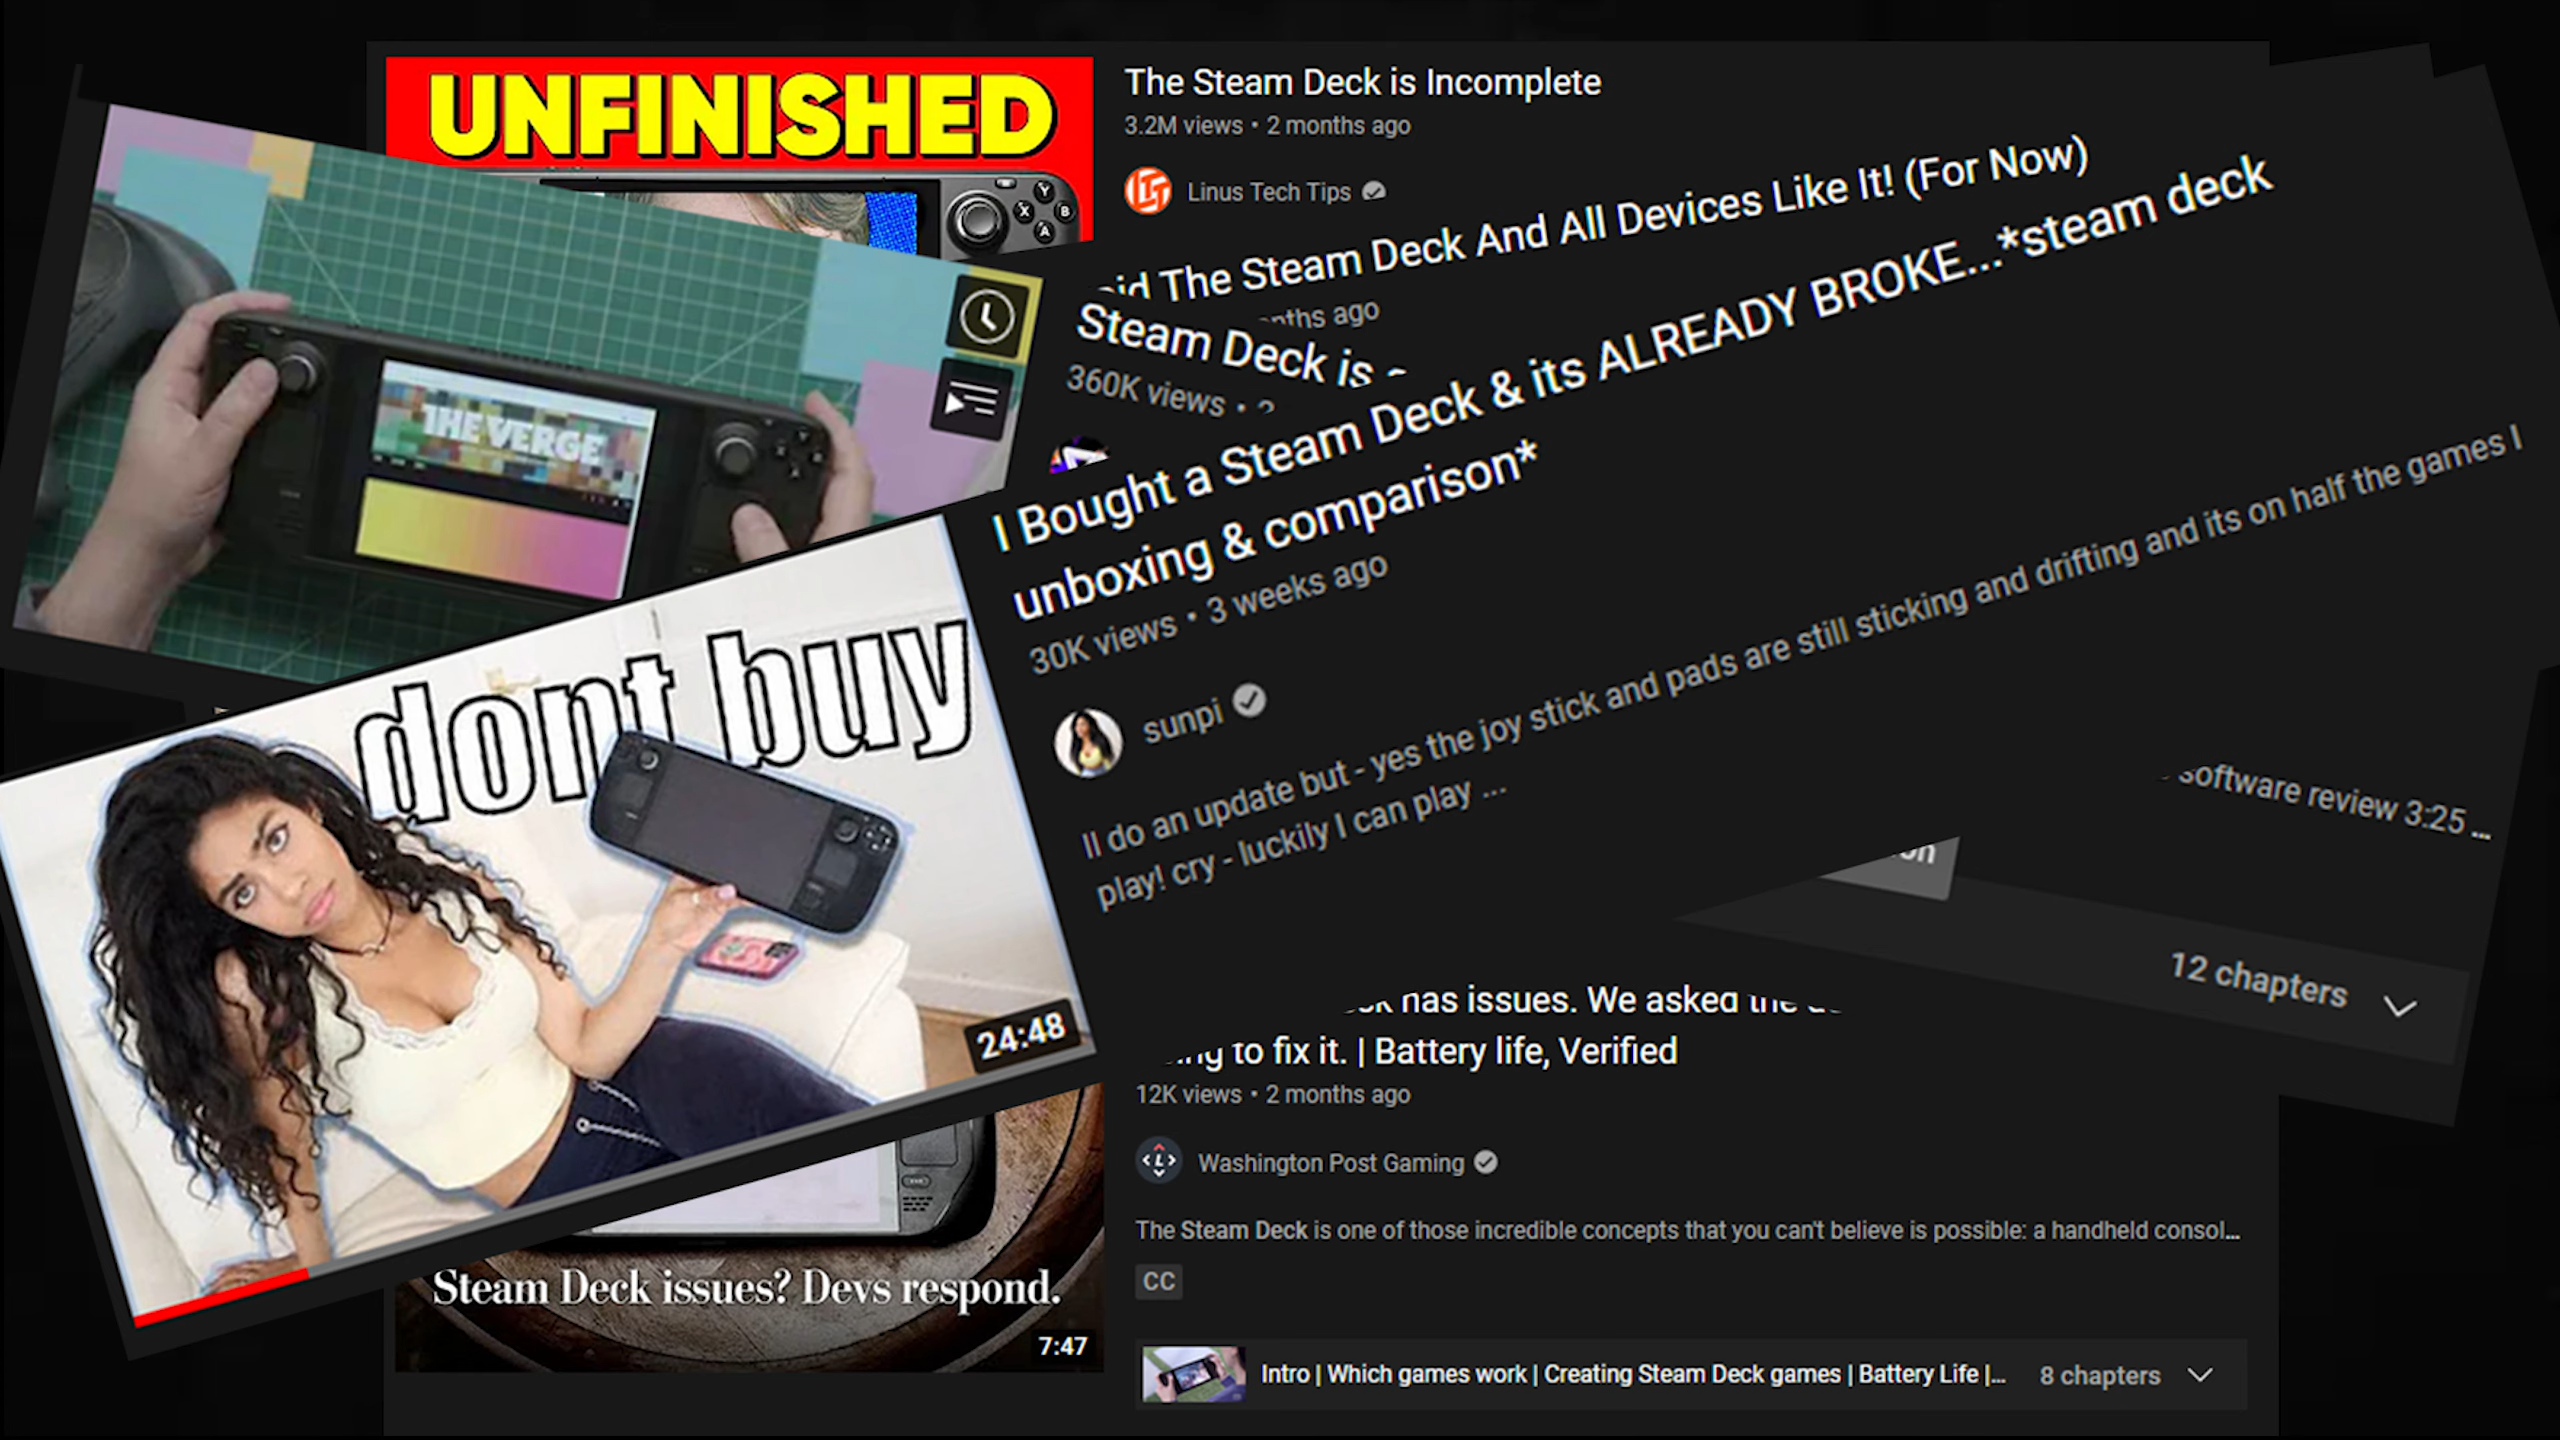 UNFINISHED
The Steam Deck is Incomplete
3.2M views • 2 months ago
Linus Tech Tips
Y
X
B
A
The Steam Deck And All Devices Like It! (For Now)
ago
Steam Deck is
360K views •
THE VERGE
I Bought a Steam Deck & its ALREADY BROKE...*steam deck
unboxing & comparison*
30K views • 3 weeks ago
sunpi
ll do an update but - yes the joy stick and pads are still sticking and drifting and its on half the games I
play! cry - luckily I can play ...
dont buy
24:48
software review 3:25 ...
12 chapters
has issues. We asked the
to fix it. | Battery life, Verified
12K views • 2 months ago
Washington Post Gaming
The Steam Deck is one of those incredible concepts that you can't believe is possible: a handheld consol...
CC
Steam Deck issues? Devs respond.
7:47
Intro | Which games work | Creating Steam Deck games | Battery Life |...
8 chapters